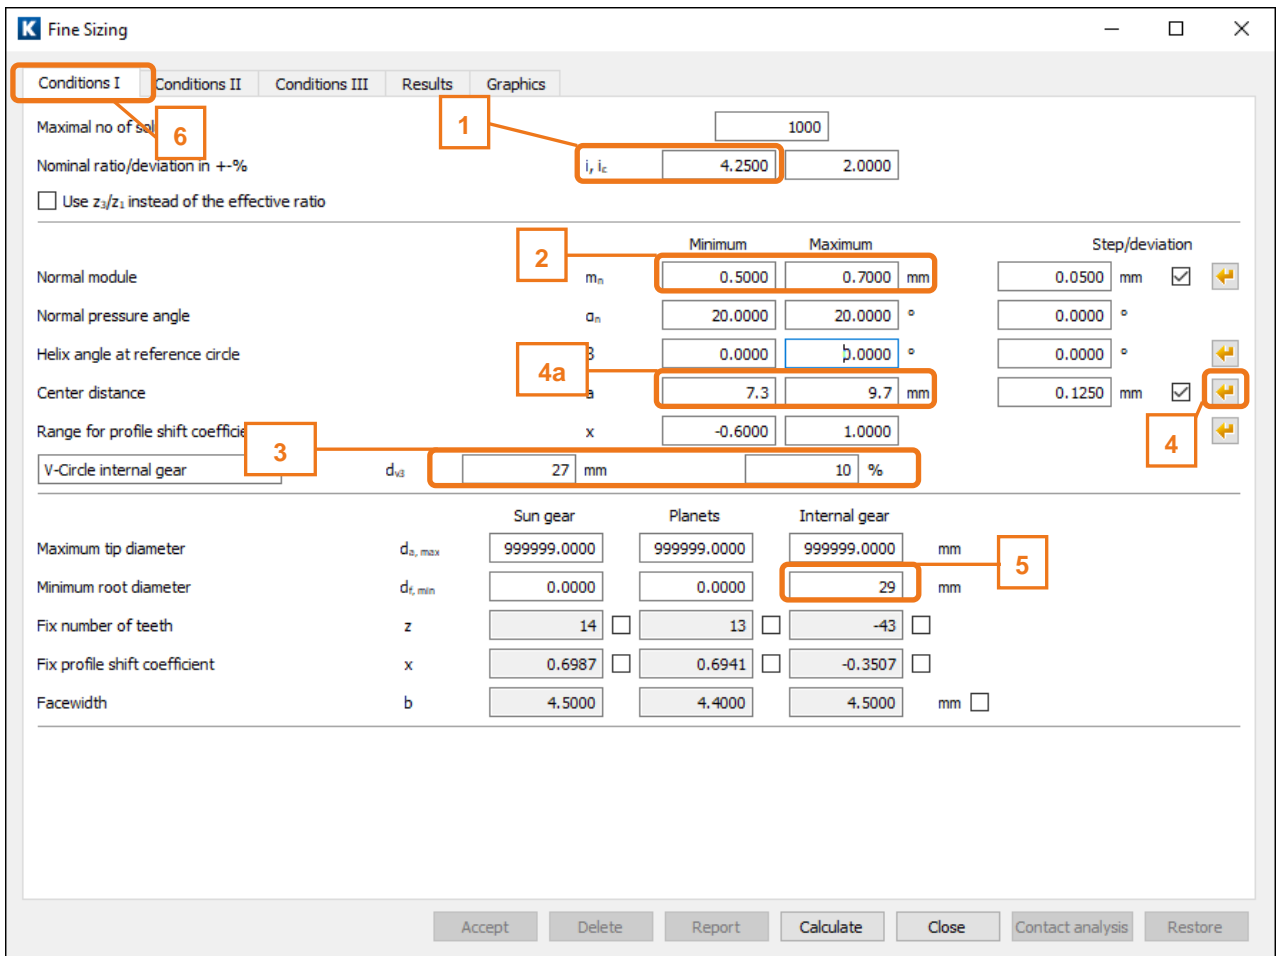 K Fine Sizing
Conditions I Conditions II Conditions III Results Graphics
Maximal no of 1000
6
1
Nominal ratio/deviation in +-% i, i꜀ 4.2500 2.0000
Use z₃/z₁ instead of the effective ratio
Minimum Maximum Step/deviation
2
Normal module mₙ 0.5000 0.7000 mm 0.0500 mm
Normal pressure angle αₙ 20.0000 20.0000 ° 0.0000 °
Helix angle at reference circle 0.0000 0.0000 ° 0.0000 °
4a
Center distance a 7.3 9.7 mm 0.1250 mm
Range for profile shift x -0.6000 1.0000
3
4
V-Circle internal gear dᵥ₃ 27 mm 10 %
Sun gear Planets Internal gear
Maximum tip diameter dₐ, ₘₐₓ 999999.0000 999999.0000 999999.0000 mm
5
Minimum root diameter d_f, min 0.0000 0.0000 29 mm
Fix number of teeth z 14 13 -43
Fix profile shift coefficient x 0.6987 0.6941 -0.3507
Facewidth b 4.5000 4.4000 4.5000 mm
Accept Delete Report Calculate Close Contact analysis Restore